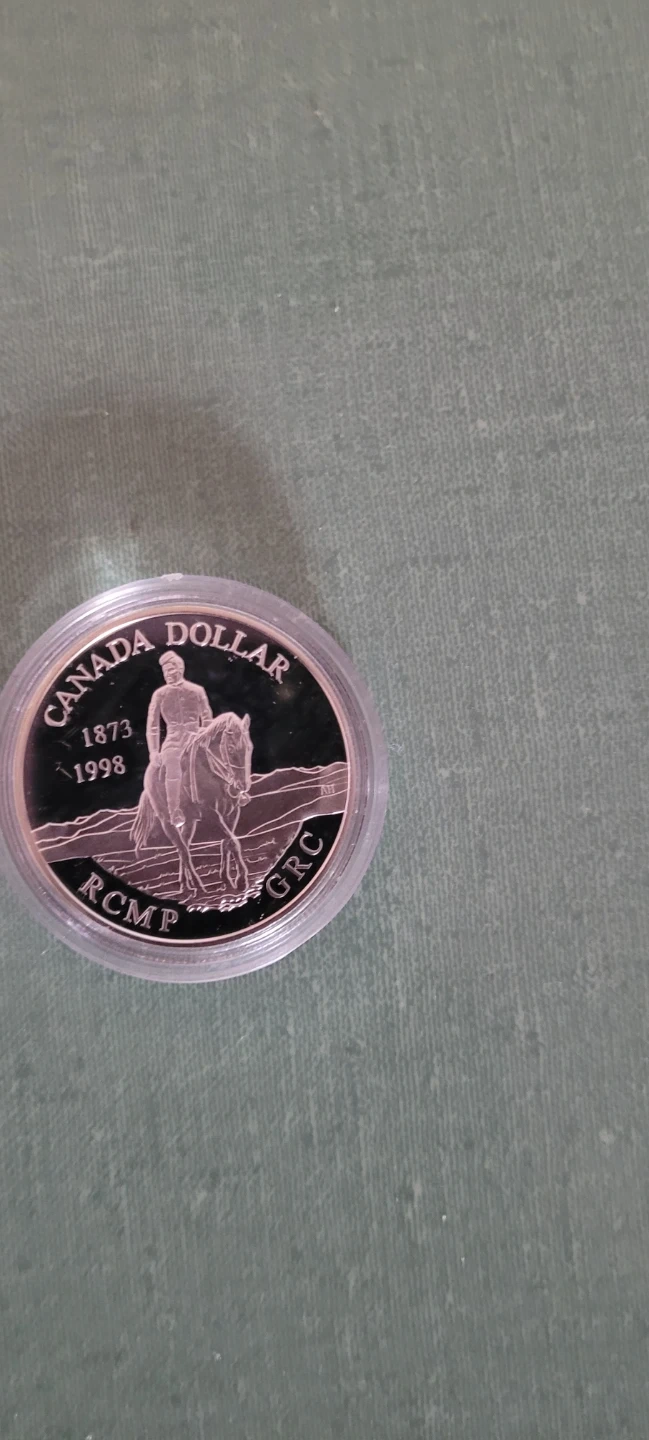 CANADA DOLLAR
1873
1998
RCMP GRC